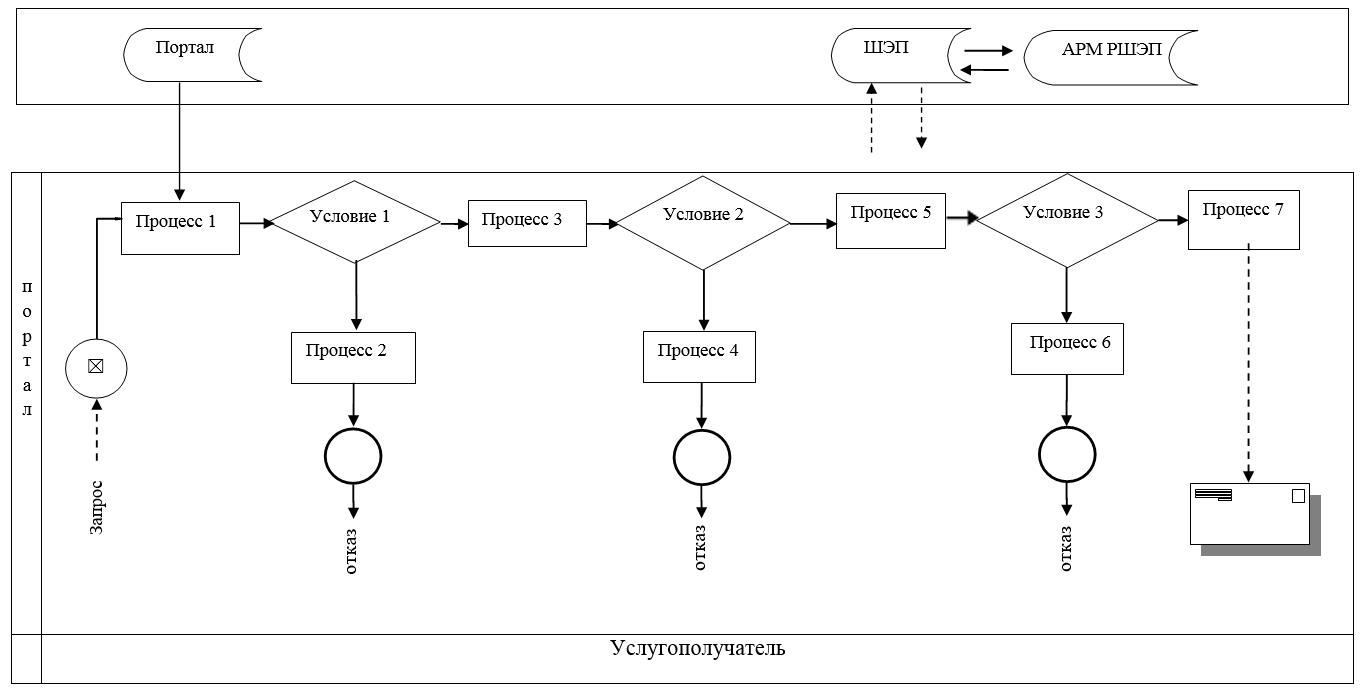 Портал
ШЭП
АРМ РШЭП
Процесс 1
Условие 1
Процесс 3
Условие 2
Процесс 5
Условие 3
Процесс 7
портал
Процесс 2
Процесс 4
Процесс 6
Запрос
отказ
отказ
отказ
Услугополучатель